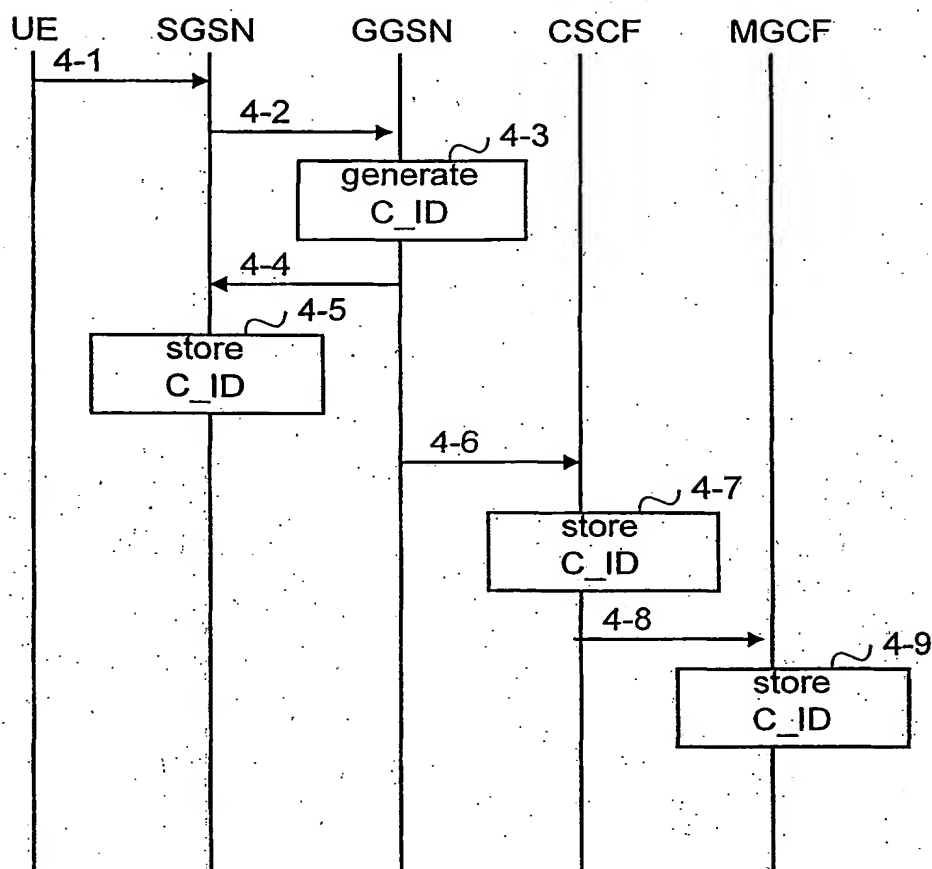 UE SGSN GGSN CSCF MGCF
4-1
4-2
4-3
generate
C_ID
4-4
4-5
store
C_ID
4-6
4-7
store
C_ID
4-8
4-9
store
C_ID